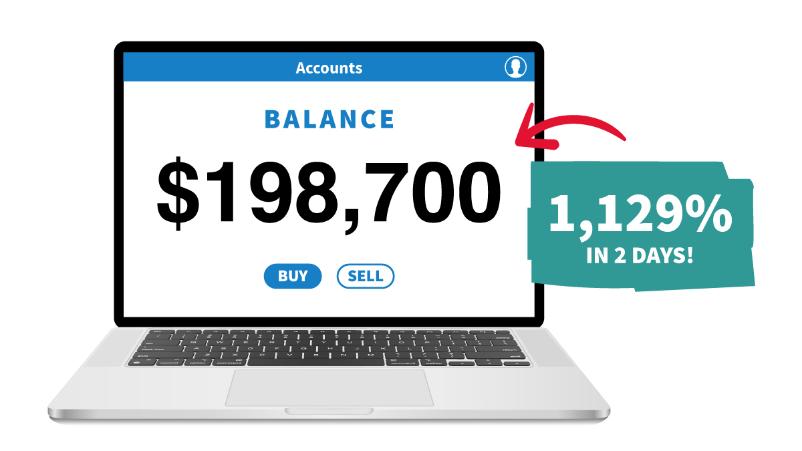 Accounts
BALANCE
$198,700
BUY
SELL
1,129%
IN 2 DAYS!